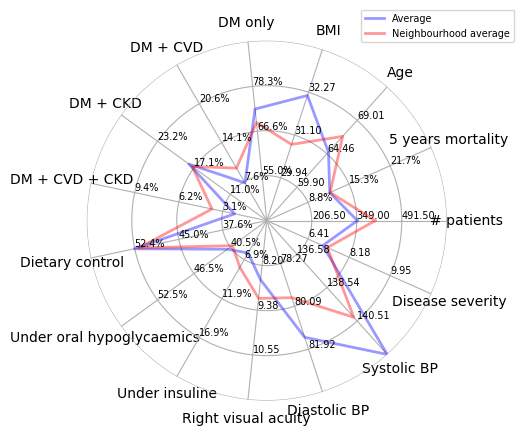 Average
Neighbourhood average
DM only
BMI
Age
5 years mortality
# patients
Disease severity
Systolic BP
Diastolic BP
Right visual acuity
Under insuline
Under oral hypoglycaemics
Dietary control
DM + CVD + CKD
DM + CKD
DM + CVD
206.50
349.00
491.50
8.8%
15.3%
21.7%
59.90
64.46
69.01
29.94
31.10
32.27
55.0%
66.6%
78.3%
7.6%
14.1%
20.6%
11.0%
17.1%
23.2%
3.1%
6.2%
9.4%
37.6%
45.0%
52.4%
40.5%
46.5%
52.5%
6.9%
11.9%
16.9%
8.20
9.38
10.55
78.27
80.09
81.92
136.58
138.54
140.51
6.41
8.18
9.95